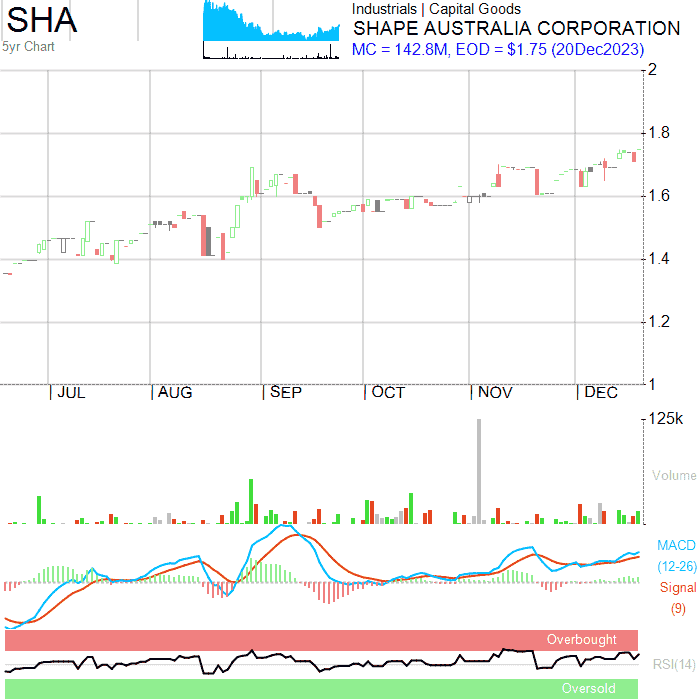 SHA
5yr Chart
Industrials | Capital Goods
SHAPE AUSTRALIA CORPORATION
MC = 142.8M, EOD = $1.75 (20Dec2023)
2
1.8
1.6
1.4
1.2
1
JUL AUG SEP OCT NOV DEC
125k
Volume
MACD
(12-26)
Signal
(9)
Overbought
RSI(14)
Oversold